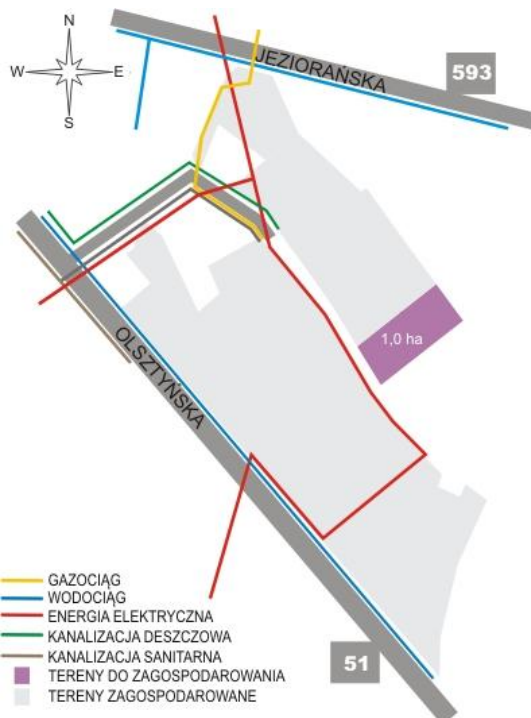 N
JEZIORAŃSKA
593
W
E
S
1,0 ha
OLSZTYŃSKA
GAZOCIĄG
WODOCIĄG
ENERGIA ELEKTRYCZNA
KANALIZACJA DESZCZOWA
KANALIZACJA SANITARNA
51
TERENY DO ZAGOSPODAROWANIA
TERENY ZAGOSPODAROWANE